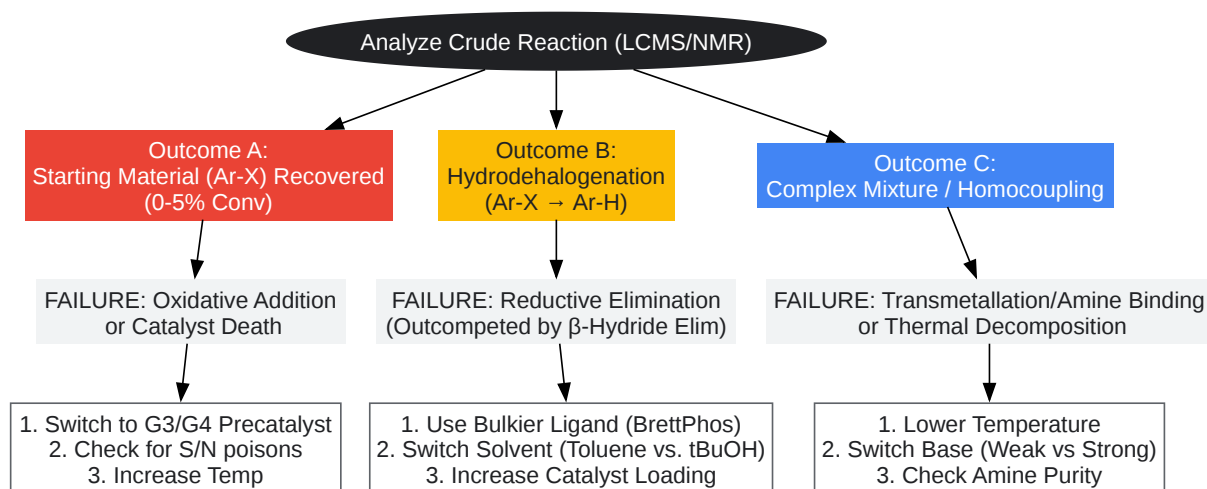 Analyze Crude Reaction (LCMS/NMR)
Outcome A:
Starting Material (Ar-X) Recovered
(0-5% Conv)
Outcome B:
Hydrodehalogenation
(Ar-X → Ar-H)
Outcome C:
Complex Mixture / Homocoupling
FAILURE: Oxidative Addition
or Catalyst Death
FAILURE: Reductive Elimination
(Outcompeted by β-Hydride Elim)
FAILURE: Transmetallation/Amine Binding
or Thermal Decomposition
1. Switch to G3/G4 Precatalyst
2. Check for S/N poisons
3. Increase Temp
1. Use Bulkier Ligand (BrettPhos)
2. Switch Solvent (Toluene vs. tBuOH)
3. Increase Catalyst Loading
1. Lower Temperature
2. Switch Base (Weak vs Strong)
3. Check Amine Purity